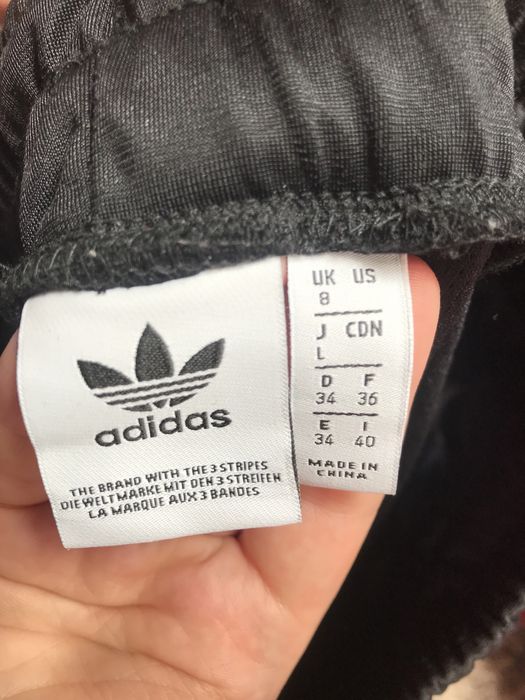 adidas
THE BRAND WITH THE 3 STRIPES
DIE WELTMARKE MIT DEN 3 STREIFEN
LA MARQUE AUX 3 BANDES
UK US
8
J CDN
L
D F
34 36
E I
34 40
MADE IN
CHINA